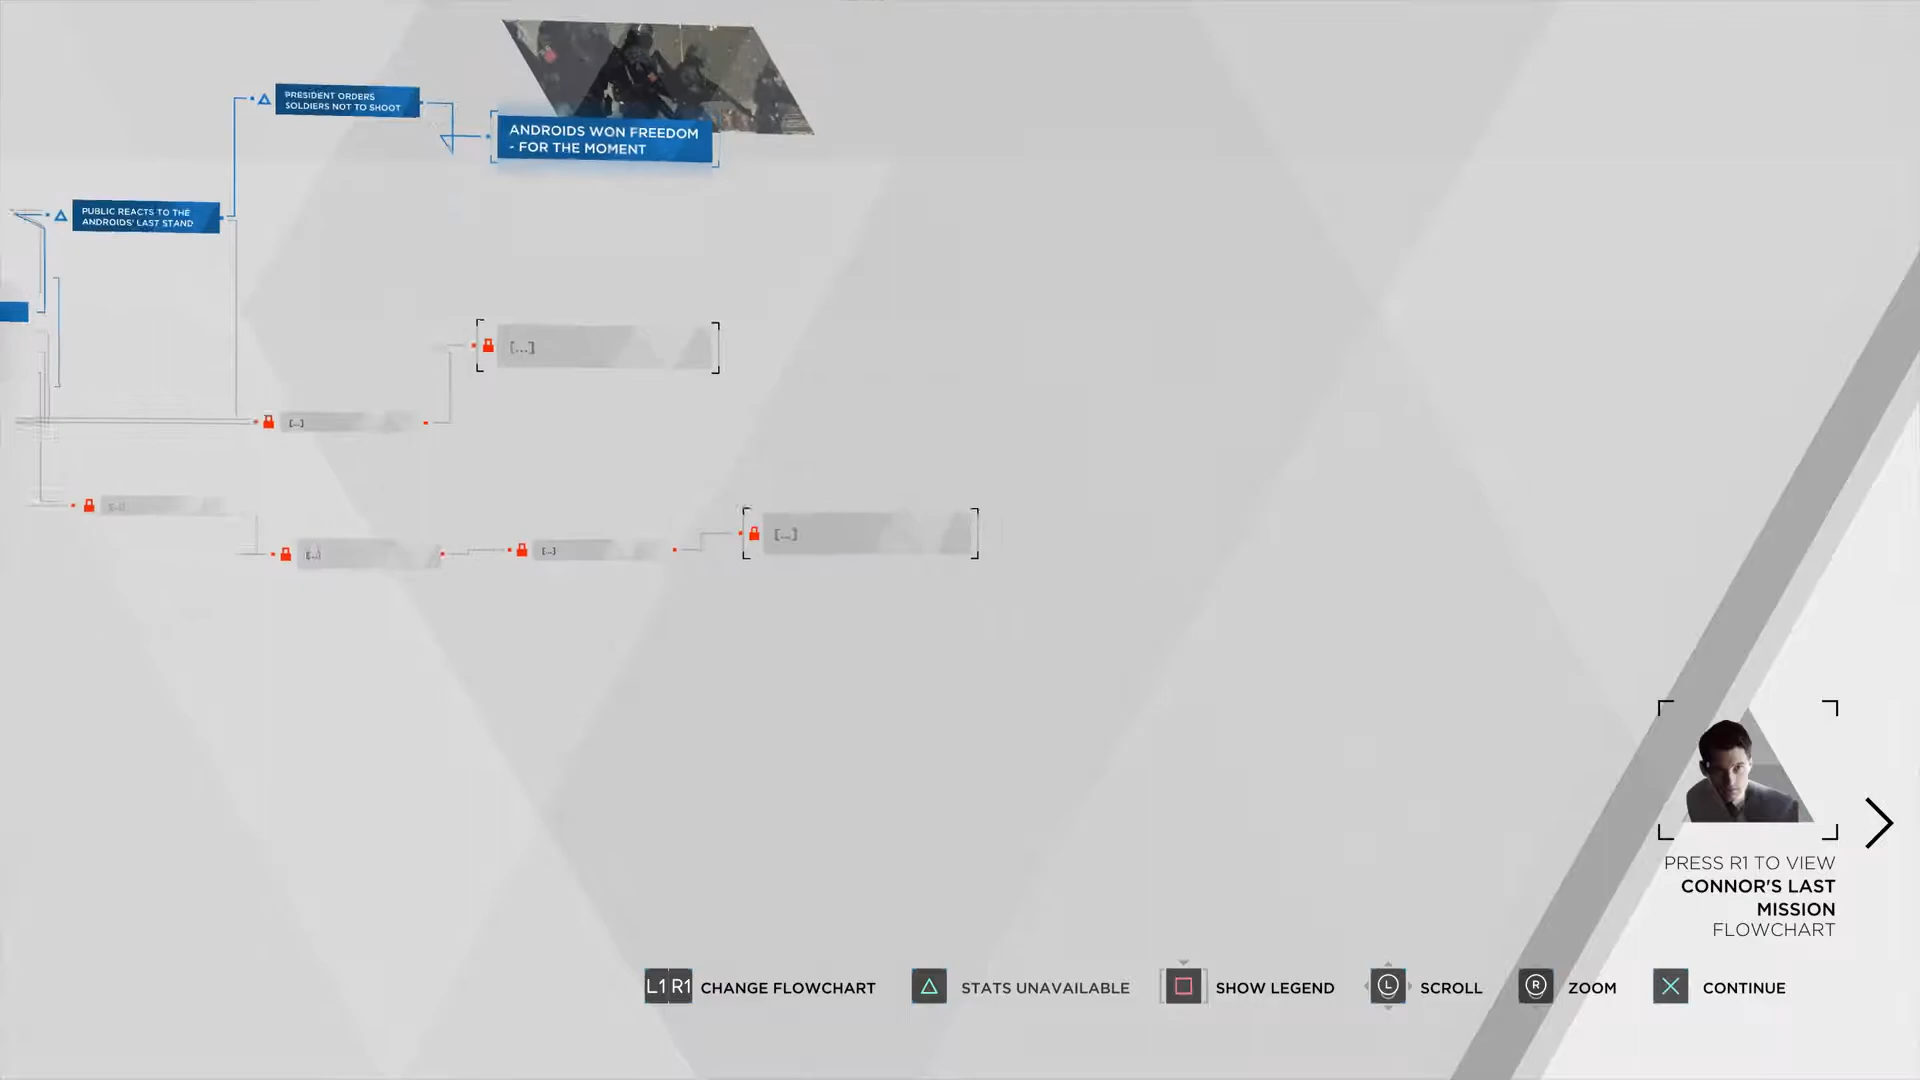 PRESIDENT ORDERS
SOLDIERS NOT TO SHOOT
ANDROIDS WON FREEDOM
- FOR THE MOMENT
PUBLIC REACTS TO THE
ANDROIDS' LAST STAND
[...]
[...]
[...]
[...]
[...]
[...]
PRESS R1 TO VIEW
CONNOR'S LAST
MISSION
FLOWCHART
L1 R1 CHANGE FLOWCHART
STATS UNAVAILABLE
SHOW LEGEND
L SCROLL
R ZOOM
CONTINUE